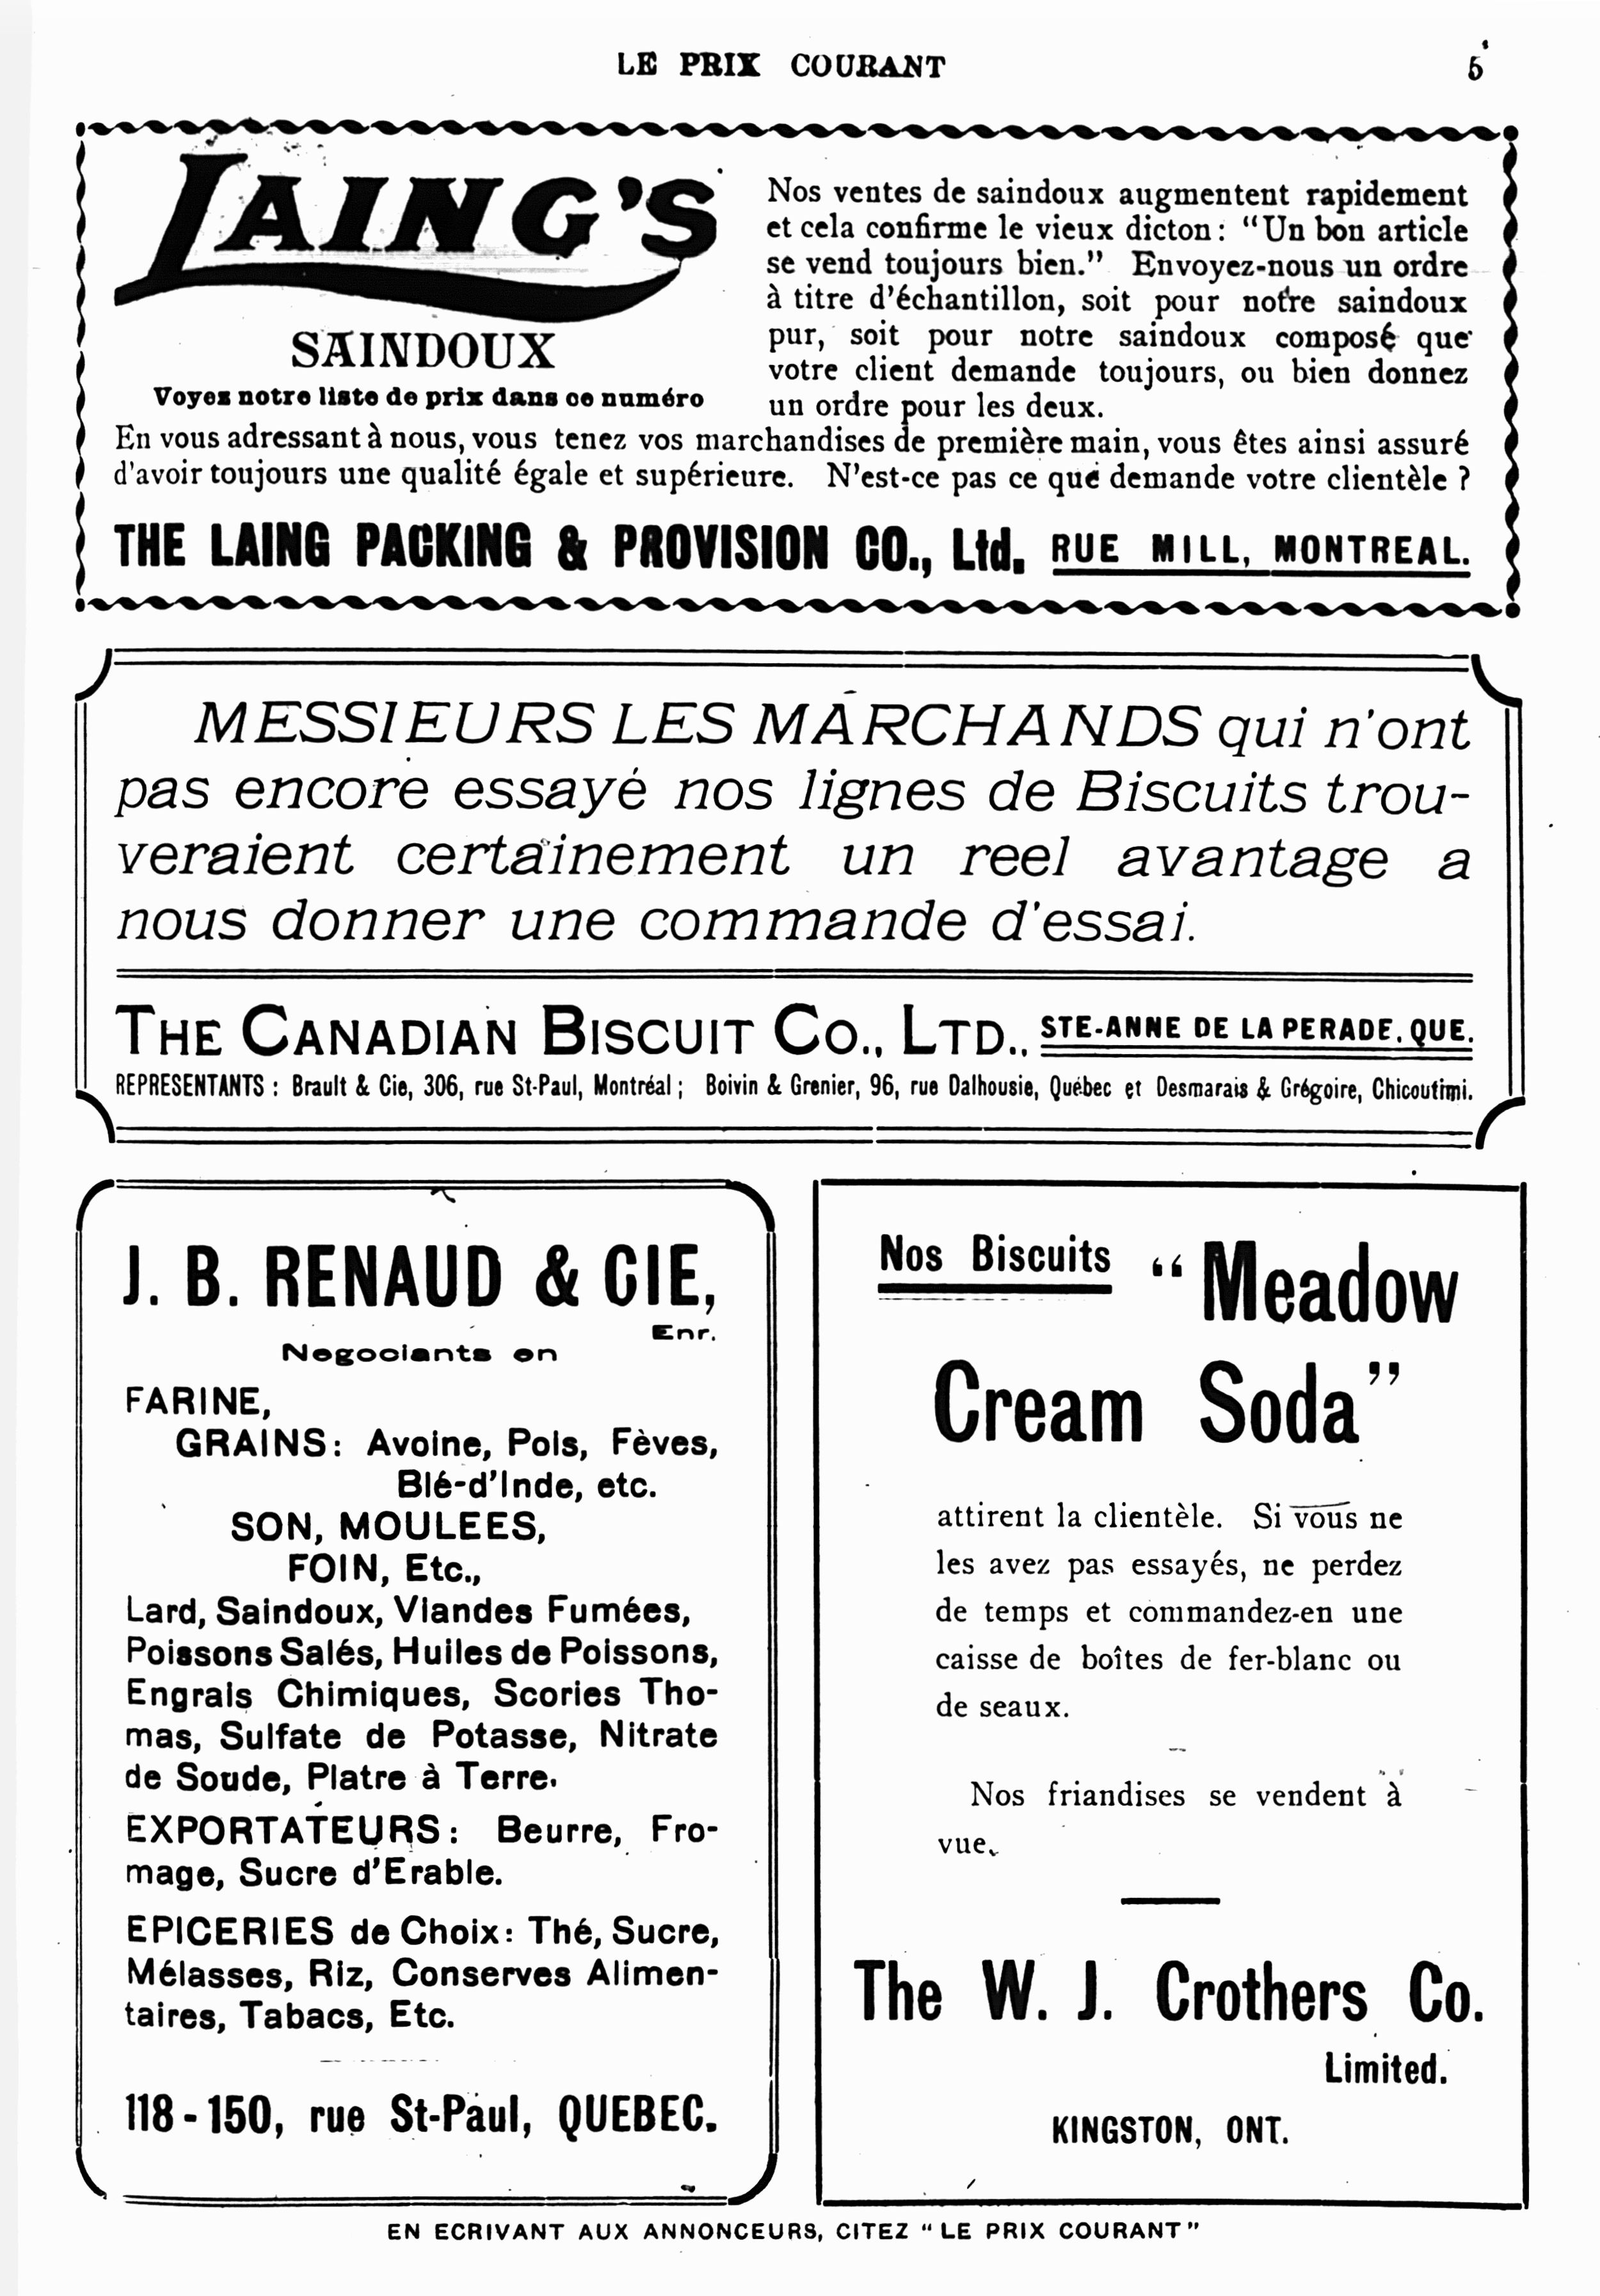 LE PRIX COURANT 5
LAING'S
SAINDOUX
Voyez notre liste de prix dans ce numéro
Nos ventes de saindoux augmentent rapidement
et cela confirme le vieux dicton: "Un bon article
se vend toujours bien." Envoyez-nous un ordre
à titre d'échantillon, soit pour notre saindoux
pur, soit pour notre saindoux composé que
votre client demande toujours, ou bien donnez
un ordre pour les deux.
En vous adressant à nous, vous tenez vos marchandises de première main, vous êtes ainsi assuré
d'avoir toujours une qualité égale et supérieure. N'est-ce pas ce que demande votre clientèle ?
THE LAING PACKING & PROVISION CO., Ltd. RUE MILL, MONTREAL.
MESSIEURS LES MARCHANDS qui n'ont
pas encore essayé nos lignes de Biscuits trou-
veraient certainement un reel avantage a
nous donner une commande d'essai.
THE CANADIAN BISCUIT CO., LTD., STE-ANNE DE LA PERADE, QUE.
REPRESENTANTS : Brault & Cie, 306, rue St-Paul, Montréal ; Boivin & Grenier, 96, rue Dalhousie, Québec et Desmarais & Grégoire, Chicoutimi.
J. B. RENAUD & CIE,
Enr.
Negociants en
FARINE,
GRAINS: Avoine, Pois, Fèves,
Blé-d'Inde, etc.
SON, MOULEES,
FOIN, Etc.,
Lard, Saindoux, Viandes Fumées,
Poissons Salés, Huiles de Poissons,
Engrais Chimiques, Scories Tho-
mas, Sulfate de Potasse, Nitrate
de Soude, Platre à Terre.
EXPORTATEURS: Beurre, Fro-
mage, Sucre d'Erable.
EPICERIES de Choix: Thé, Sucre,
Mélasses, Riz, Conserves Alimen-
taires, Tabacs, Etc.
118-150, rue St-Paul, QUEBEC.
Nos Biscuits "Meadow
Cream Soda"
attirent la clientèle. Si vous ne
les avez pas essayés, ne perdez
de temps et commandez-en une
caisse de boîtes de fer-blanc ou
de seaux.
Nos friandises se vendent à
vue.
The W. J. Crothers Co.
Limited.
KINGSTON, ONT.
EN ECRIVANT AUX ANNONCEURS, CITEZ "LE PRIX COURANT"